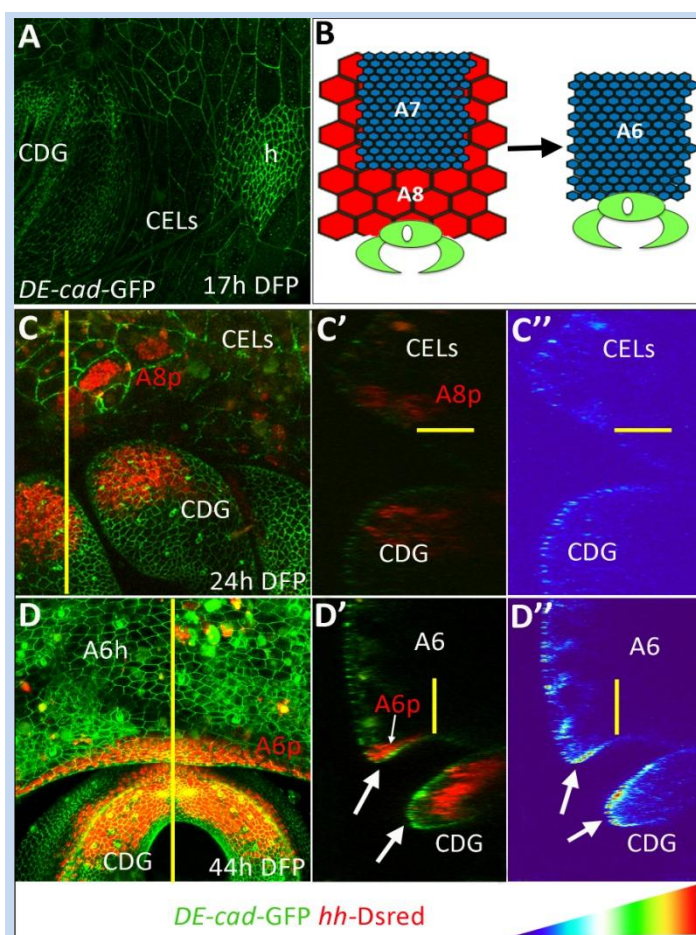 A
CDG
h
CELs
DE-cad-GFP 17h DFP
B
A7
A8
A6
C
CELs
A8p
CDG
24h DFP
C'
CELs
A8p
CDG
C''
CELs
CDG
D
A6h
A6p
CDG
44h DFP
D'
A6
A6p
CDG
D''
A6
CDG
DE-cad-GFP hh-Dsred